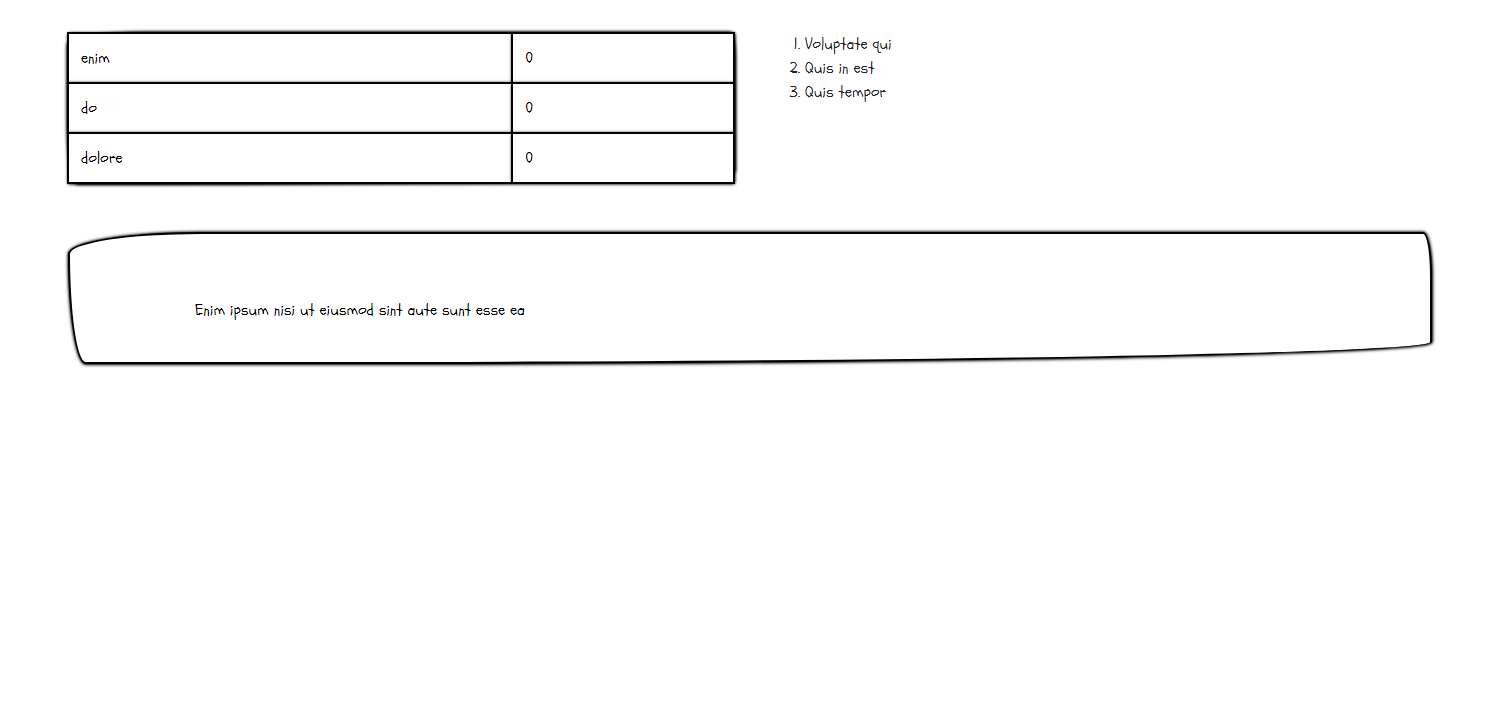 enim 0
do 0
dolore 0
1. Voluptate qui
2. Quis in est
3. Quis tempor
Enim ipsum nisi ut eiusmod sint aute sunt esse ea